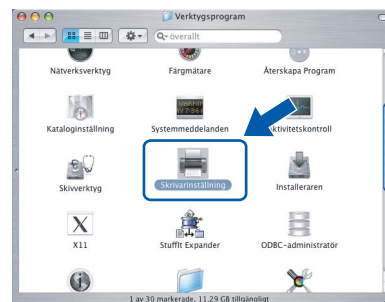 Verktygsprogram
överallt
Nätverksverktyg
Färgmätare
Återskapa Program
Kataloginställning
Systemmeddelanden
ktivitetskontroll
Skivverktyg
Skrivarinställning
Installeraren
X11
StuffIt Expander
ODBC-administratör
1 av 30 markerade, 11,29 GB tillgängligt